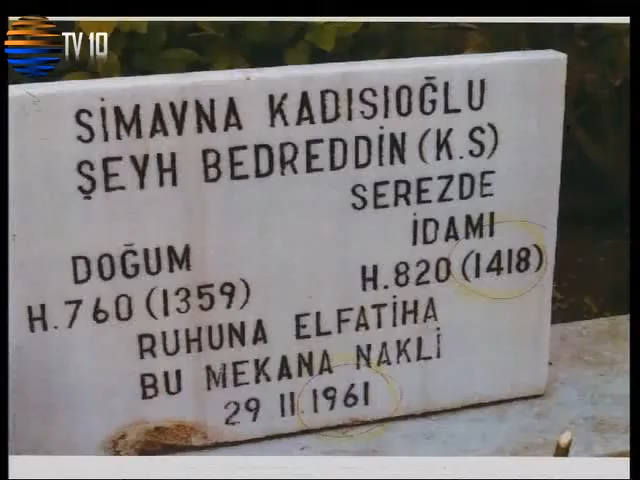 TV 10
SİMAVNA KADISIOĞLU
ŞEYH BEDREDDİN (K.S)
SEREZDE
İDAMI
DOĞUM
H.820 (1418)
H.760 (1359)
RUHUNA ELFATİHA
BU MEKANA NAKLİ
29 11.1961